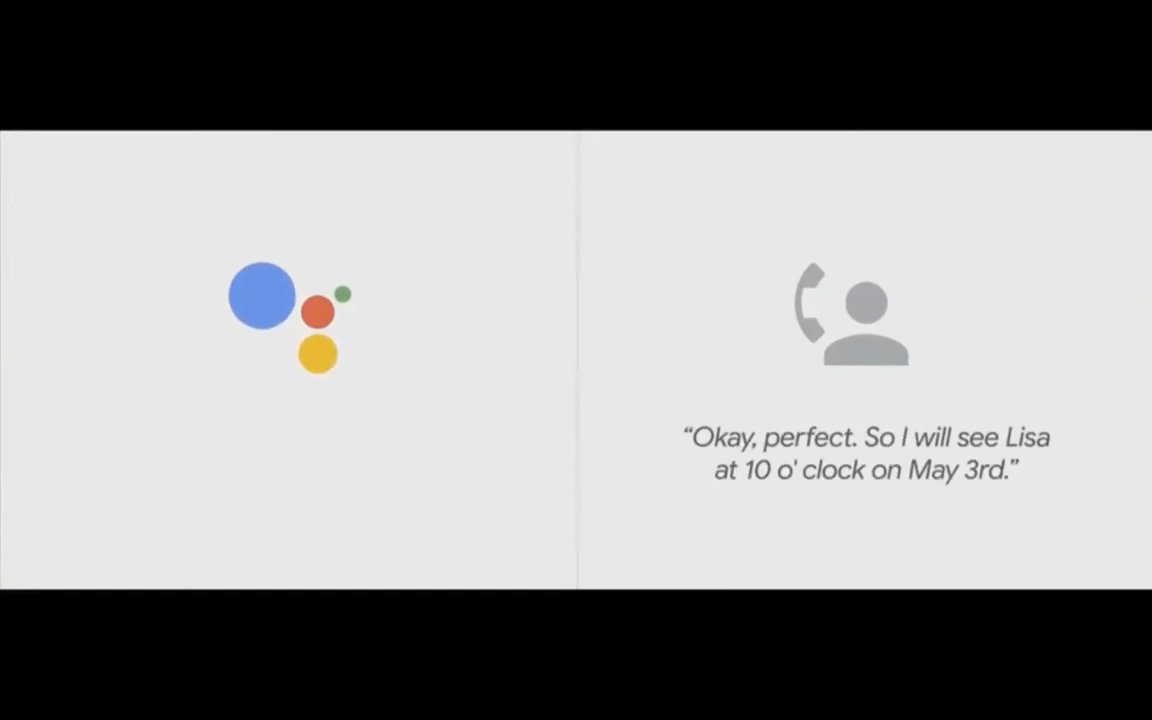 “Okay, perfect. So I will see Lisa
at 10 o' clock on May 3rd.”